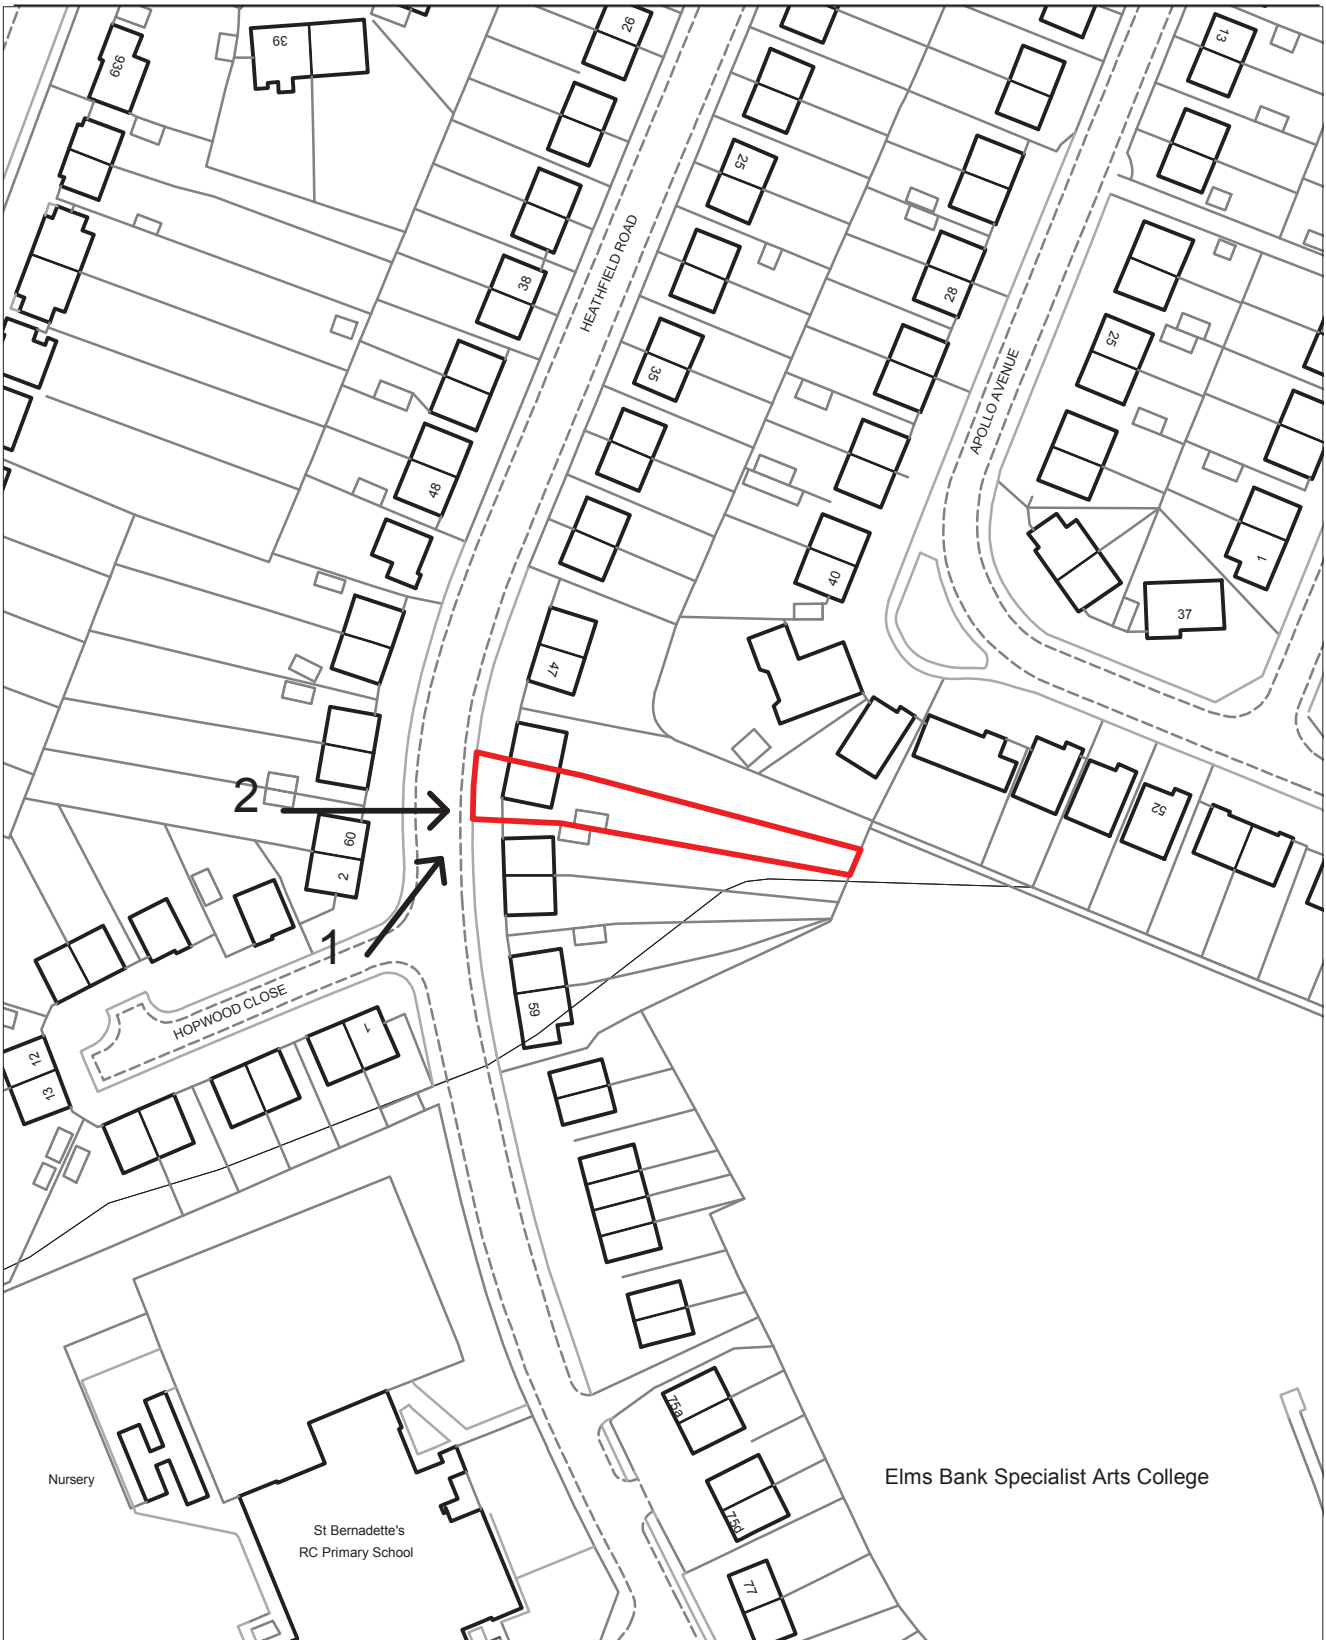 939
39
26
13
25
HEATHFIELD ROAD
38
28
35
25
APOLLO AVENUE
48
40
1
37
47
52
2
60
2
1
HOPWOOD CLOSE
59
1
12
13
75a
Nursery
Elms Bank Specialist Arts College
75d
St Bernadette's
RC Primary School
77